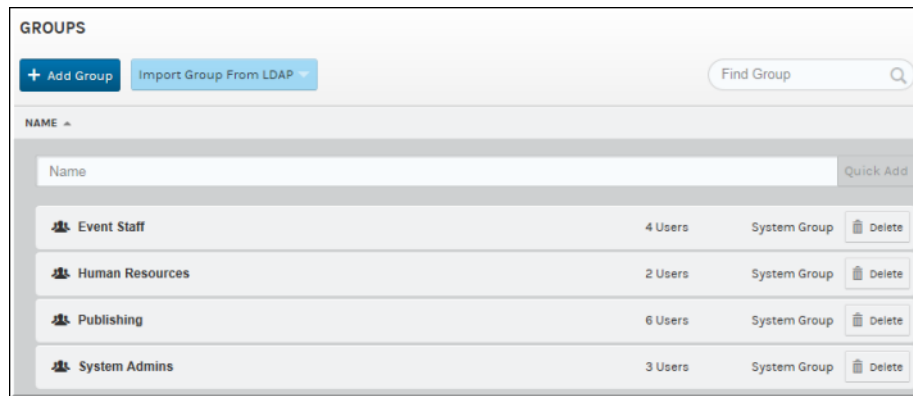 GROUPS
+ Add Group Import Group From LDAP Find Group
NAME
Name Quick Add
Event Staff 4 Users System Group Delete
Human Resources 2 Users System Group Delete
Publishing 6 Users System Group Delete
System Admins 3 Users System Group Delete